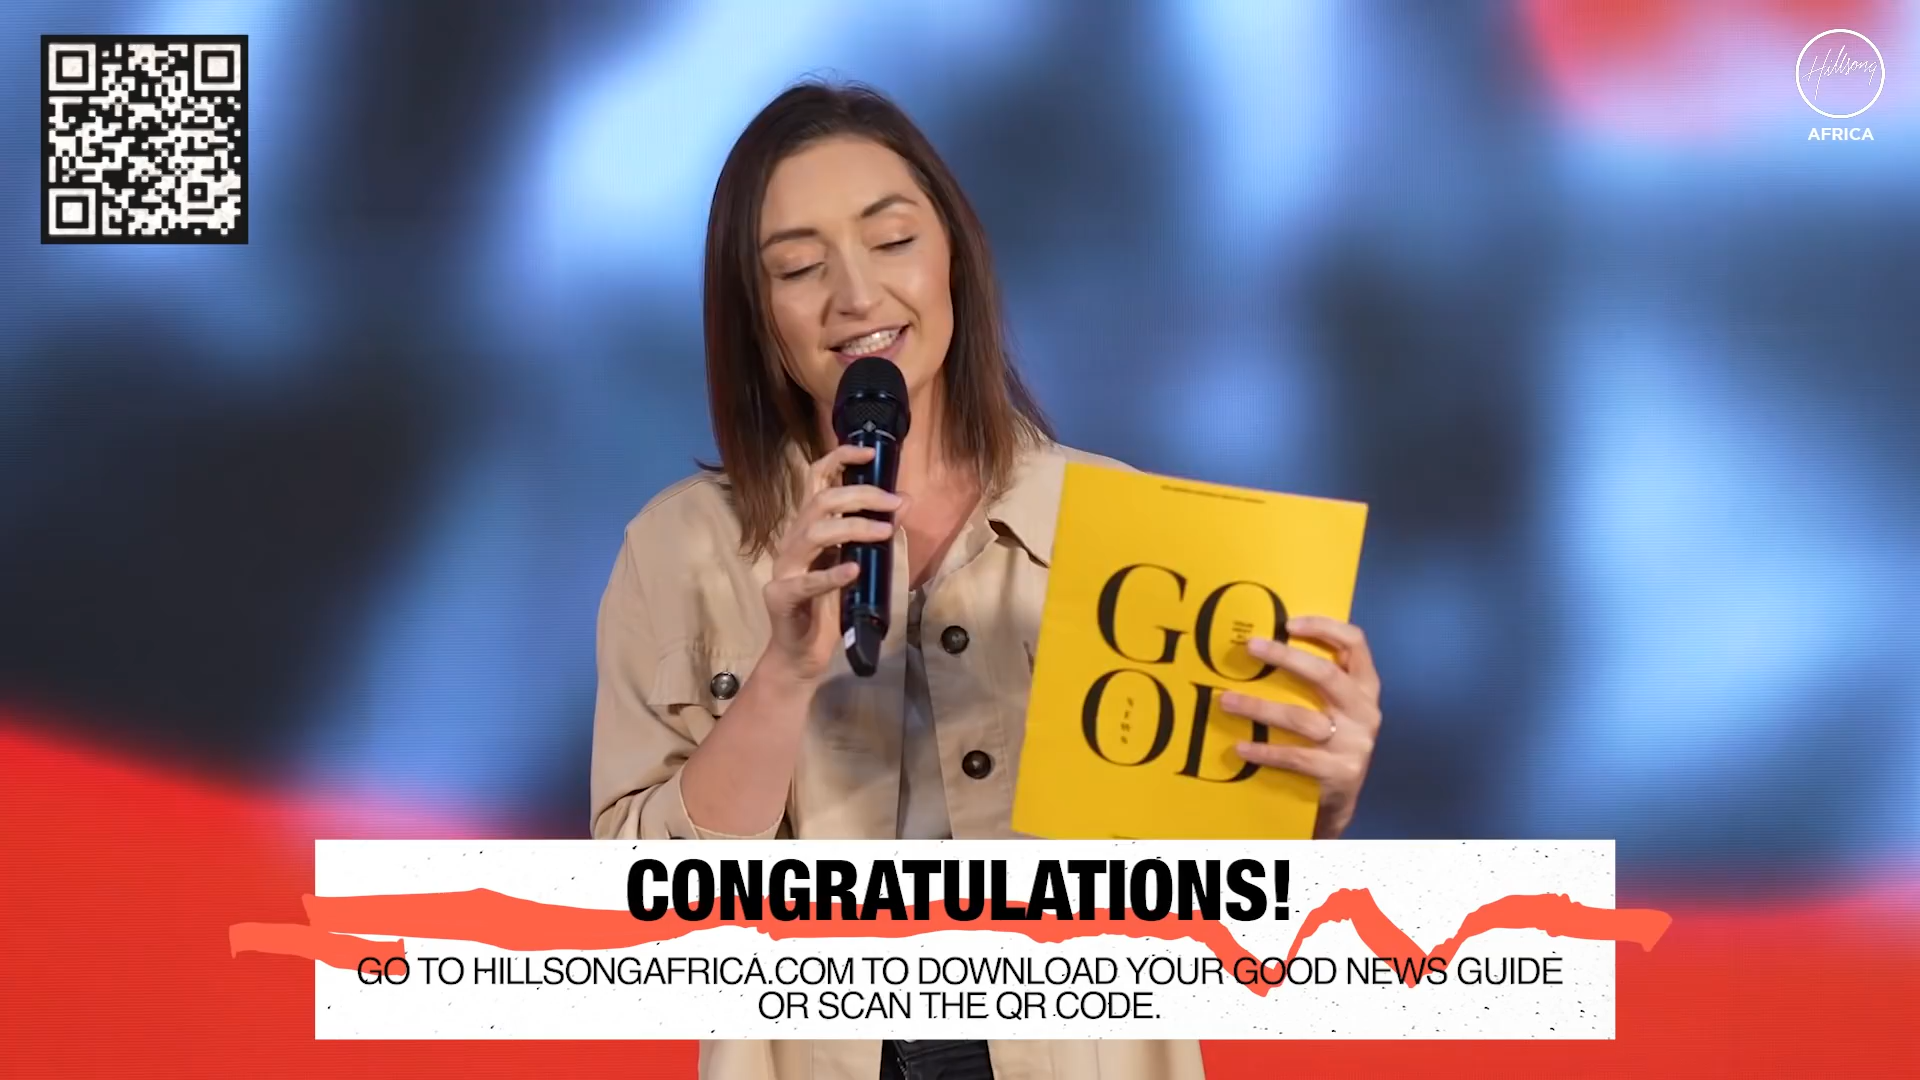 Hillsong
AFRICA
GO
OD
NEWS
CONGRATULATIONS!
GO TO HILLSONGAFRICA.COM TO DOWNLOAD YOUR GOOD NEWS GUIDE
OR SCAN THE QR CODE.